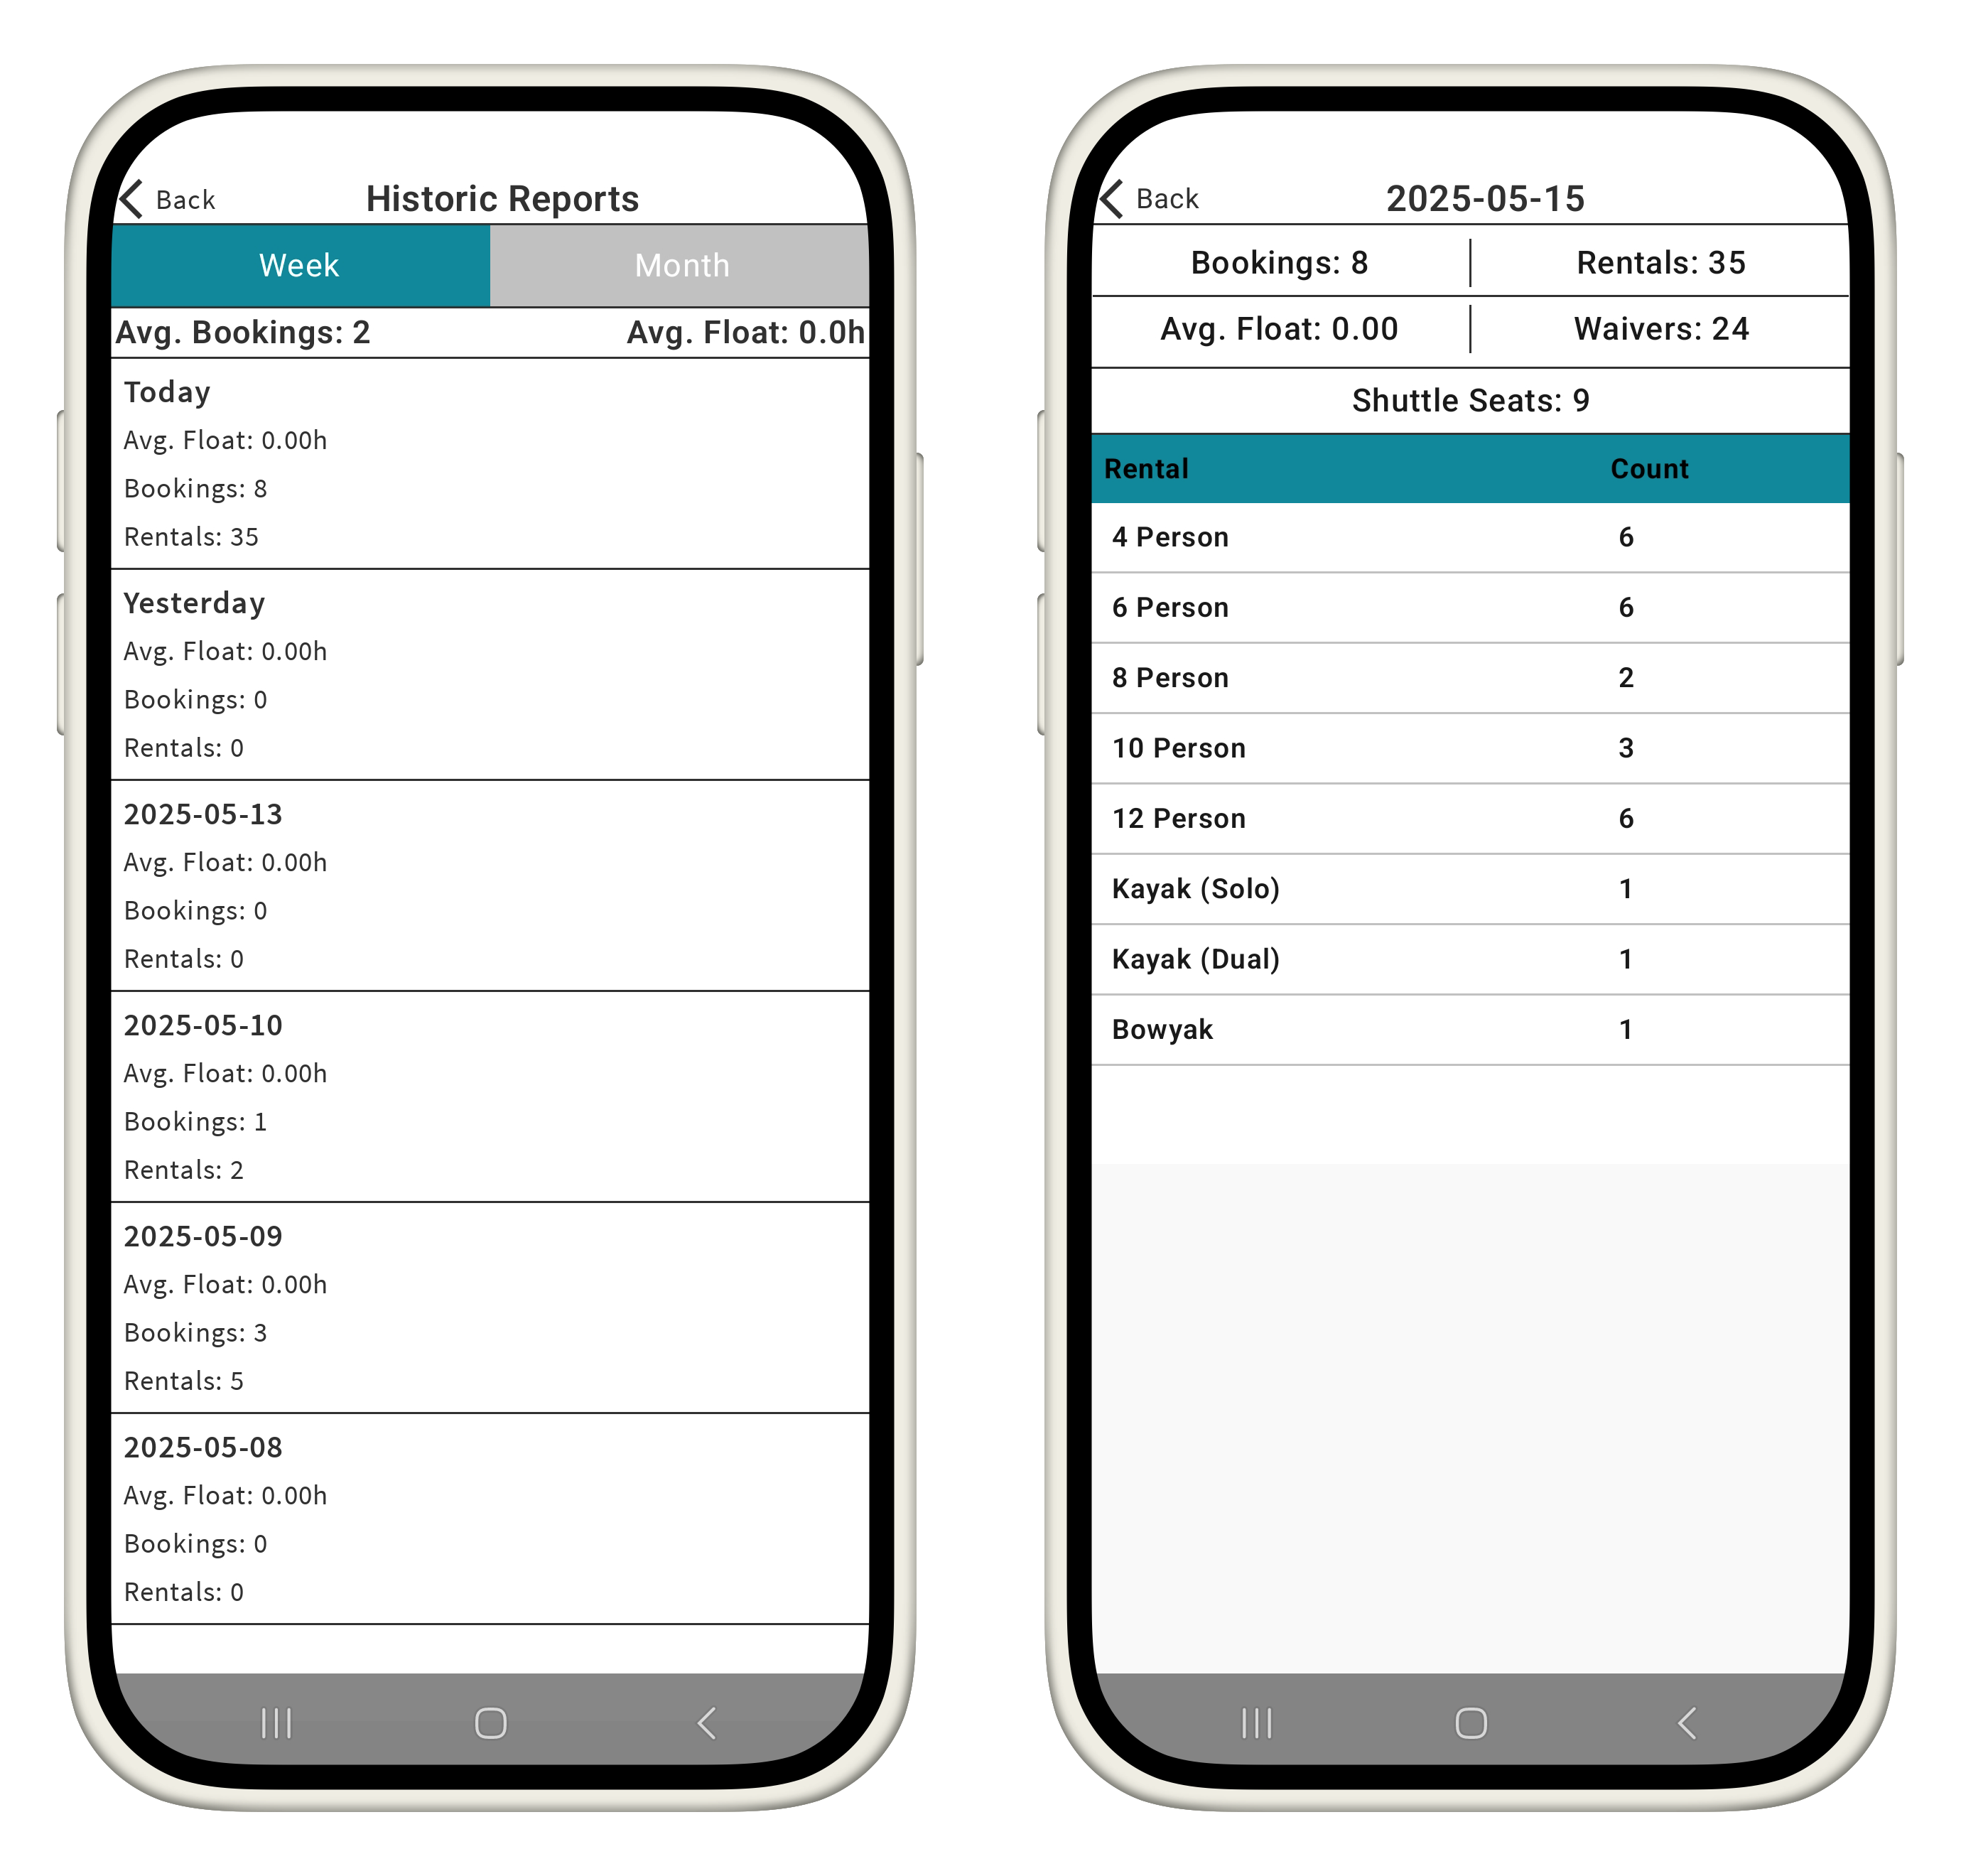 Back Historic Reports
Week Month
Avg. Bookings: 2 Avg. Float: 0.0h
Today
Avg. Float: 0.00h
Bookings: 8
Rentals: 35
Yesterday
Avg. Float: 0.00h
Bookings: 0
Rentals: 0
2025-05-13
Avg. Float: 0.00h
Bookings: 0
Rentals: 0
2025-05-10
Avg. Float: 0.00h
Bookings: 1
Rentals: 2
2025-05-09
Avg. Float: 0.00h
Bookings: 3
Rentals: 5
2025-05-08
Avg. Float: 0.00h
Bookings: 0
Rentals: 0
Back 2025-05-15
Bookings: 8 Rentals: 35
Avg. Float: 0.00 Waivers: 24
Shuttle Seats: 9
Rental Count
4 Person 6
6 Person 6
8 Person 2
10 Person 3
12 Person 6
Kayak (Solo) 1
Kayak (Dual) 1
Bowyak 1